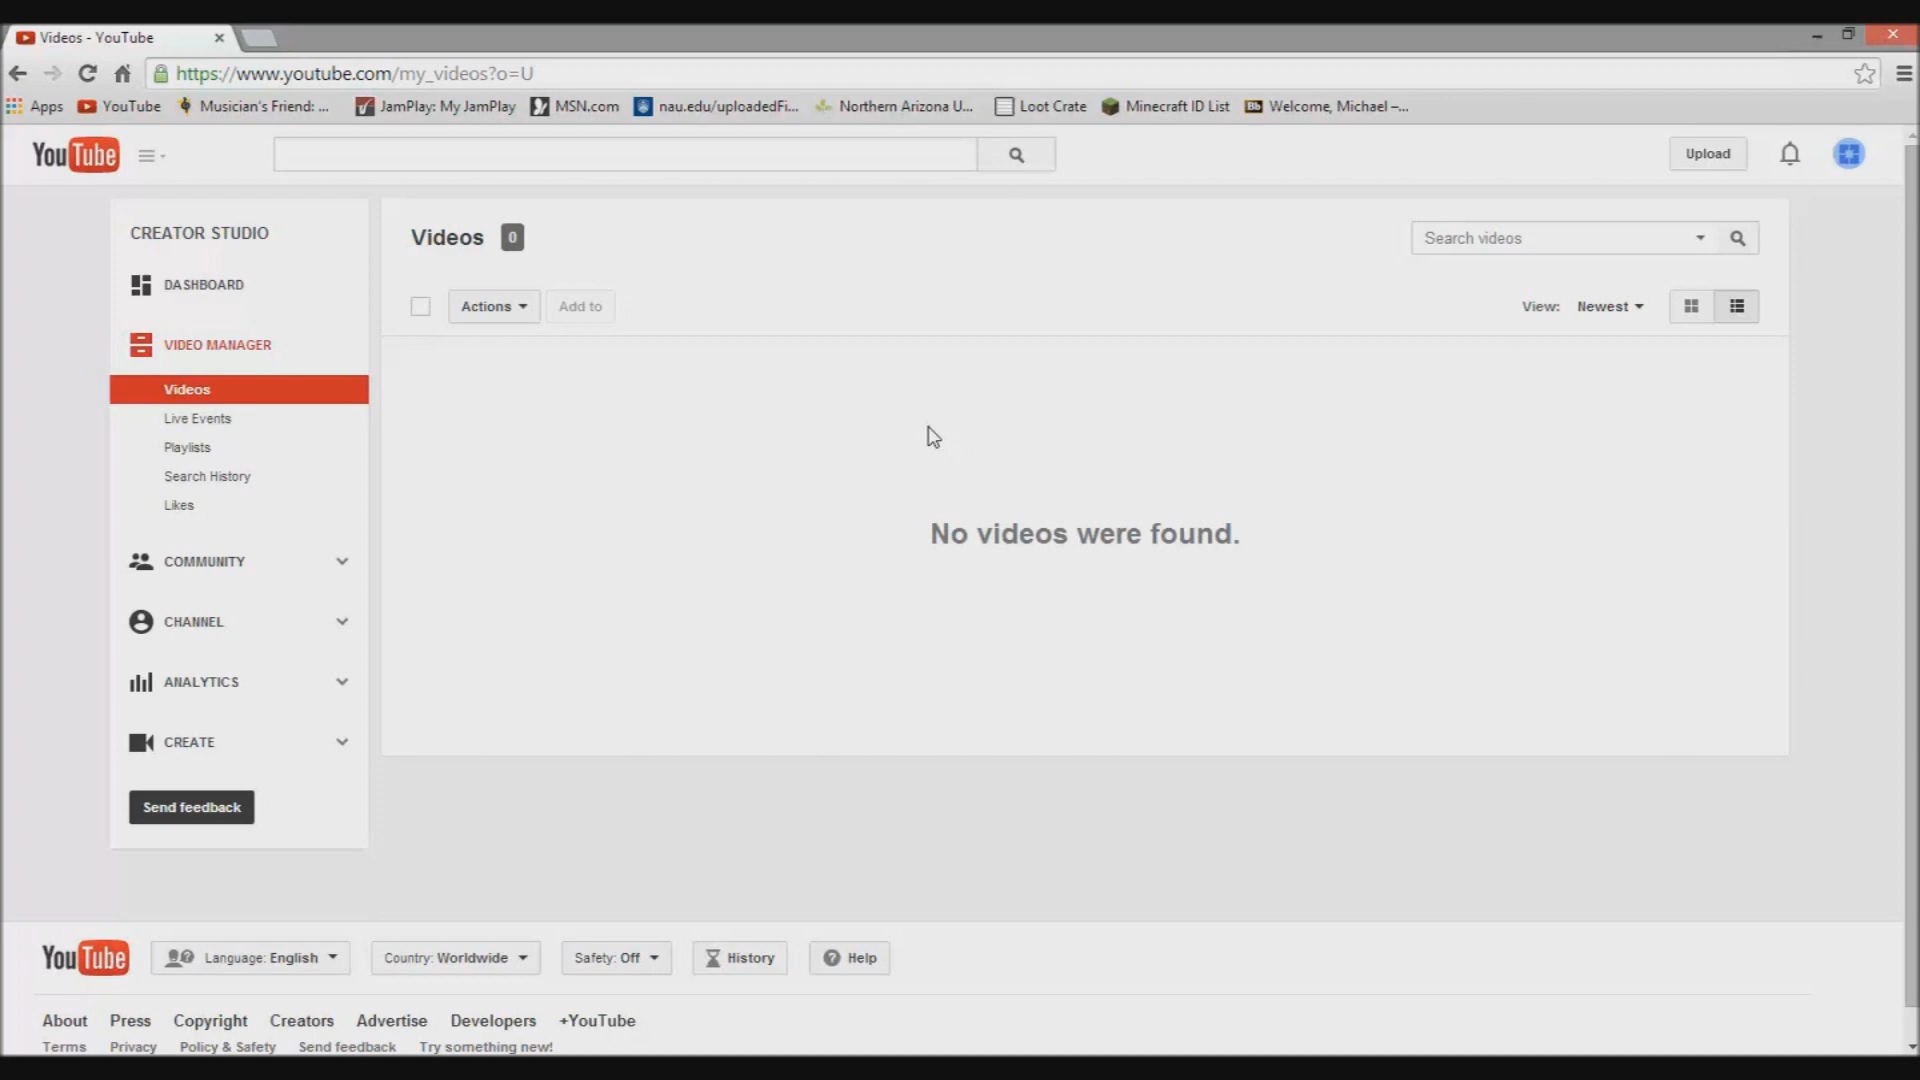 Videos - YouTube
https://www.youtube.com/my_videos?o=U
Apps YouTube Musician's Friend: ... JamPlay: My JamPlay MSN.com nau.edu/uploadedFi... Northern Arizona U... Loot Crate Minecraft ID List Bb Welcome, Michael –...
YouTube Upload
CREATOR STUDIO
DASHBOARD
VIDEO MANAGER
Videos
Live Events
Playlists
Search History
Likes
COMMUNITY
CHANNEL
ANALYTICS
CREATE
Send feedback
Videos 0 Search videos
Actions Add to View: Newest
No videos were found.
YouTube Language: English Country: Worldwide Safety: Off History Help
About Press Copyright Creators Advertise Developers +YouTube
Terms Privacy Policy & Safety Send feedback Try something new!